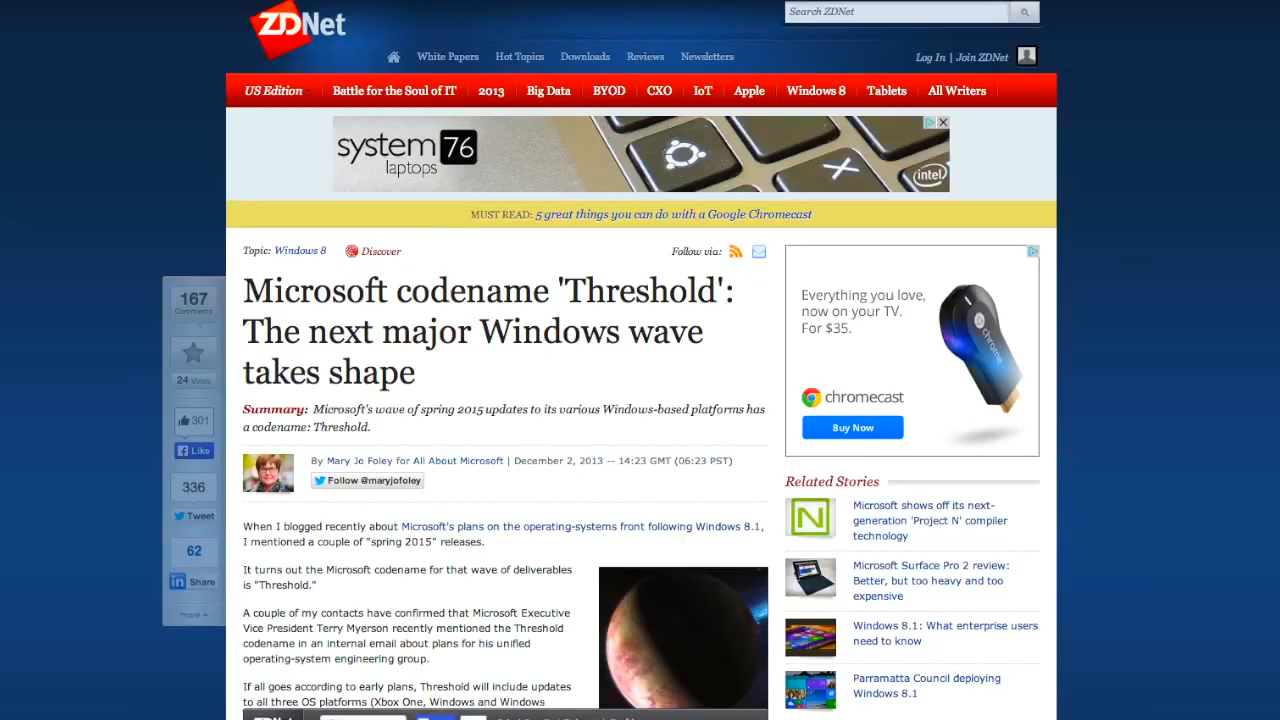 ZDNet
Search ZDNet
White Papers Hot Topics Downloads Reviews Newsletters
Log In | Join ZDNet
US Edition Battle for the Soul of IT 2013 Big Data BYOD CXO IoT Apple Windows 8 Tablets All Writers
system 76
laptops
intel
MUST READ: 5 great things you can do with a Google Chromecast
Topic: Windows 8 Discover
Follow via:
167
Comments
24 Votes
301
Like
336
Tweet
62
Share
more +
Microsoft codename 'Threshold':
The next major Windows wave
takes shape
Summary: Microsoft's wave of spring 2015 updates to its various Windows-based platforms has
a codename: Threshold.
By Mary Jo Foley for All About Microsoft | December 2, 2013 -- 14:23 GMT (06:23 PST)
Follow @maryjofoley
When I blogged recently about Microsoft's plans on the operating-systems front following Windows 8.1,
I mentioned a couple of "spring 2015" releases.
It turns out the Microsoft codename for that wave of deliverables
is "Threshold."
A couple of my contacts have confirmed that Microsoft Executive
Vice President Terry Myerson recently mentioned the Threshold
codename in an internal email about plans for his unified
operating-system engineering group.
If all goes according to early plans, Threshold will include updates
to all three OS platforms (Xbox One, Windows and Windows
Everything you love,
now on your TV.
For $35.
chrome
chromecast
Buy Now
Related Stories
Microsoft shows off its next-
generation 'Project N' compiler
technology
Microsoft Surface Pro 2 review:
Better, but too heavy and too
expensive
Windows 8.1: What enterprise users
need to know
Parramatta Council deploying
Windows 8.1